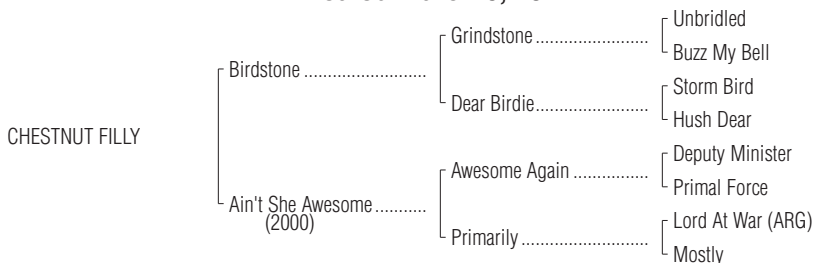 Unbridled
Grindstone
Buzz My Bell
Birdstone
Storm Bird
Dear Birdie
Hush Dear
CHESTNUT FILLY
Deputy Minister
Awesome Again
Primal Force
Ain't She Awesome
(2000)
Lord At War (ARG)
Primarily
Mostly